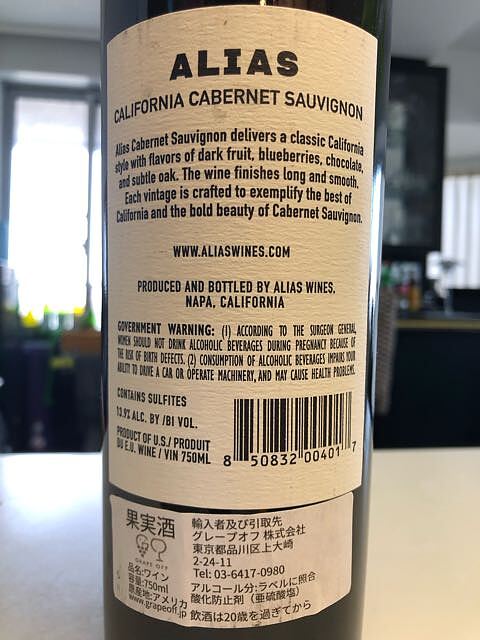 ALIAS
CALIFORNIA CABERNET SAUVIGNON
Alias Cabernet Sauvignon delivers a classic California
style with flavors of dark fruit, blueberries, chocolate,
and subtle oak. The wine finishes long and smooth.
Each vintage is crafted to exemplify the best of
California and the bold beauty of Cabernet Sauvignon.
WWW.ALIASWINES.COM
PRODUCED AND BOTTLED BY ALIAS WINES,
NAPA, CALIFORNIA
GOVERNMENT WARNING: (1) ACCORDING TO THE SURGEON GENERAL,
WOMEN SHOULD NOT DRINK ALCOHOLIC BEVERAGES DURING PREGNANCY BECAUSE OF
THE RISK OF BIRTH DEFECTS. (2) CONSUMPTION OF ALCOHOLIC BEVERAGES IMPAIRS YOUR
ABILITY TO DRIVE A CAR OR OPERATE MACHINERY, AND MAY CAUSE HEALTH PROBLEMS.
CONTAINS SULFITES
13.9% ALC. BY /BI VOL.
PRODUCT OF U.S./ PRODUIT
DU E.U. WINE / VIN 750ML
8 50832 00401 7
果実酒
GRAPE OFF
品名:ワイン
容量:750ml
原産地:アメリカ
www.grapeoff.jp
輸入者及び引取先
グレープオフ 株式会社
東京都品川区上大崎
2-24-11
Tel: 03-6417-0980
アルコール分:ラベルに照合
酸化防止剤（亜硫酸塩）
飲酒は20歳を過ぎてから